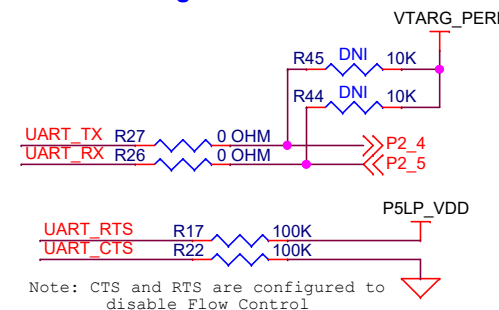 VTARG_PERI
R45 DNI 10K
R44 DNI 10K
UART_TX R27 0 OHM P2_4
UART_RX R26 0 OHM P2_5
P5LP_VDD
UART_RTS R17 100K
UART_CTS R22 100K
Note: CTS and RTS are configured to
disable Flow Control